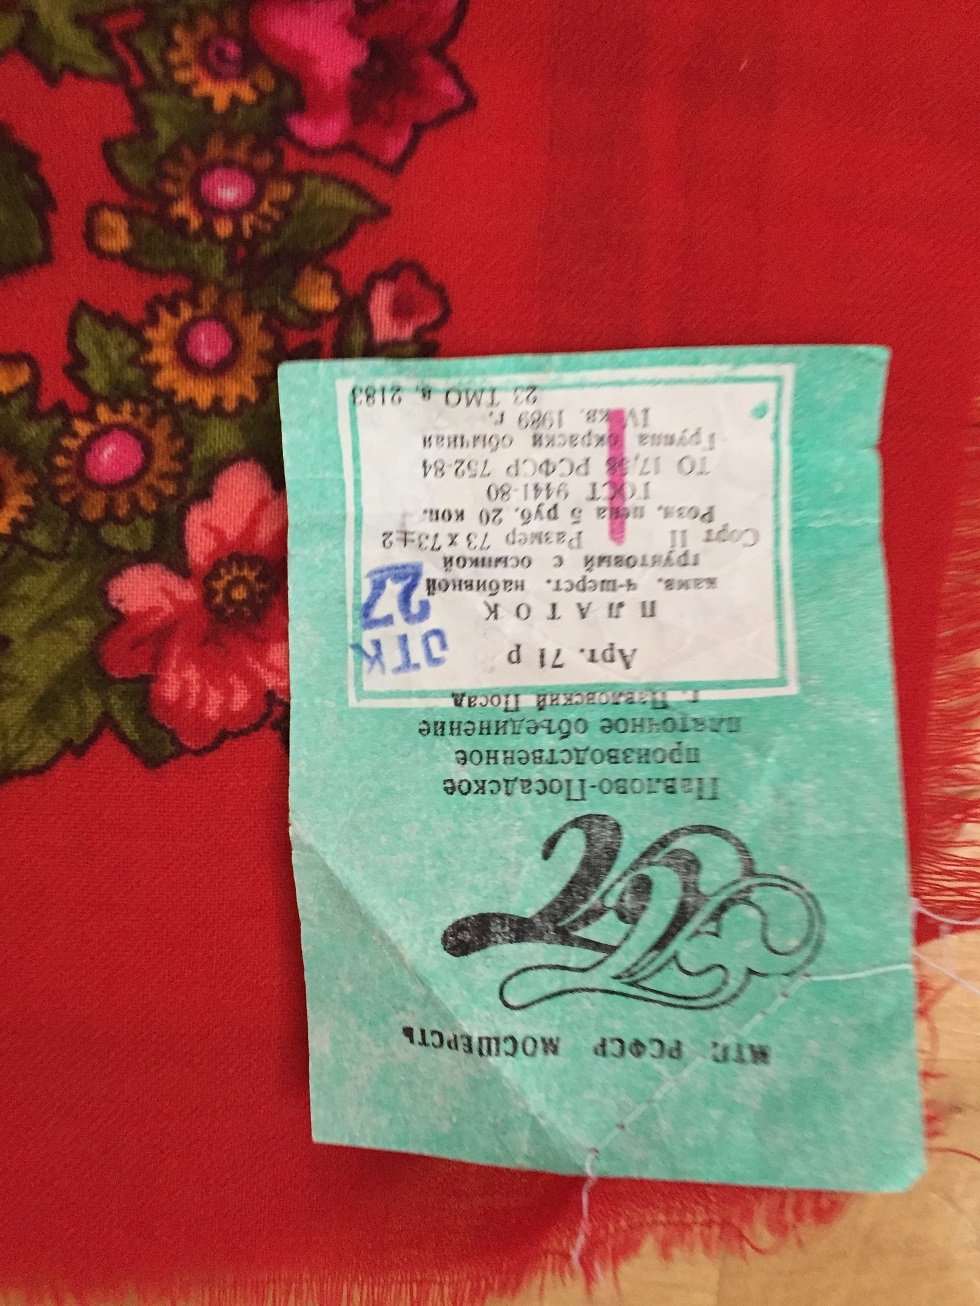 МТП РСФСР МОСШЕРСТЬ
Павлово-Посадское
производственное
платочное объединение
г. Павловский Посад
Арт. 71 р
ОТК
27
ПЛАТОК
камв. ч-шерст. набивной
грунтовый с осыпкой
Сорт II Размер 73 х 73±2
Розн. цена 5 руб. 20 коп.
ГОСТ 9441-80
ТО 17, РСФСР 752-84
Группа окраски обычная
IV кв. 1989 г.
23 ТМО в. 2183